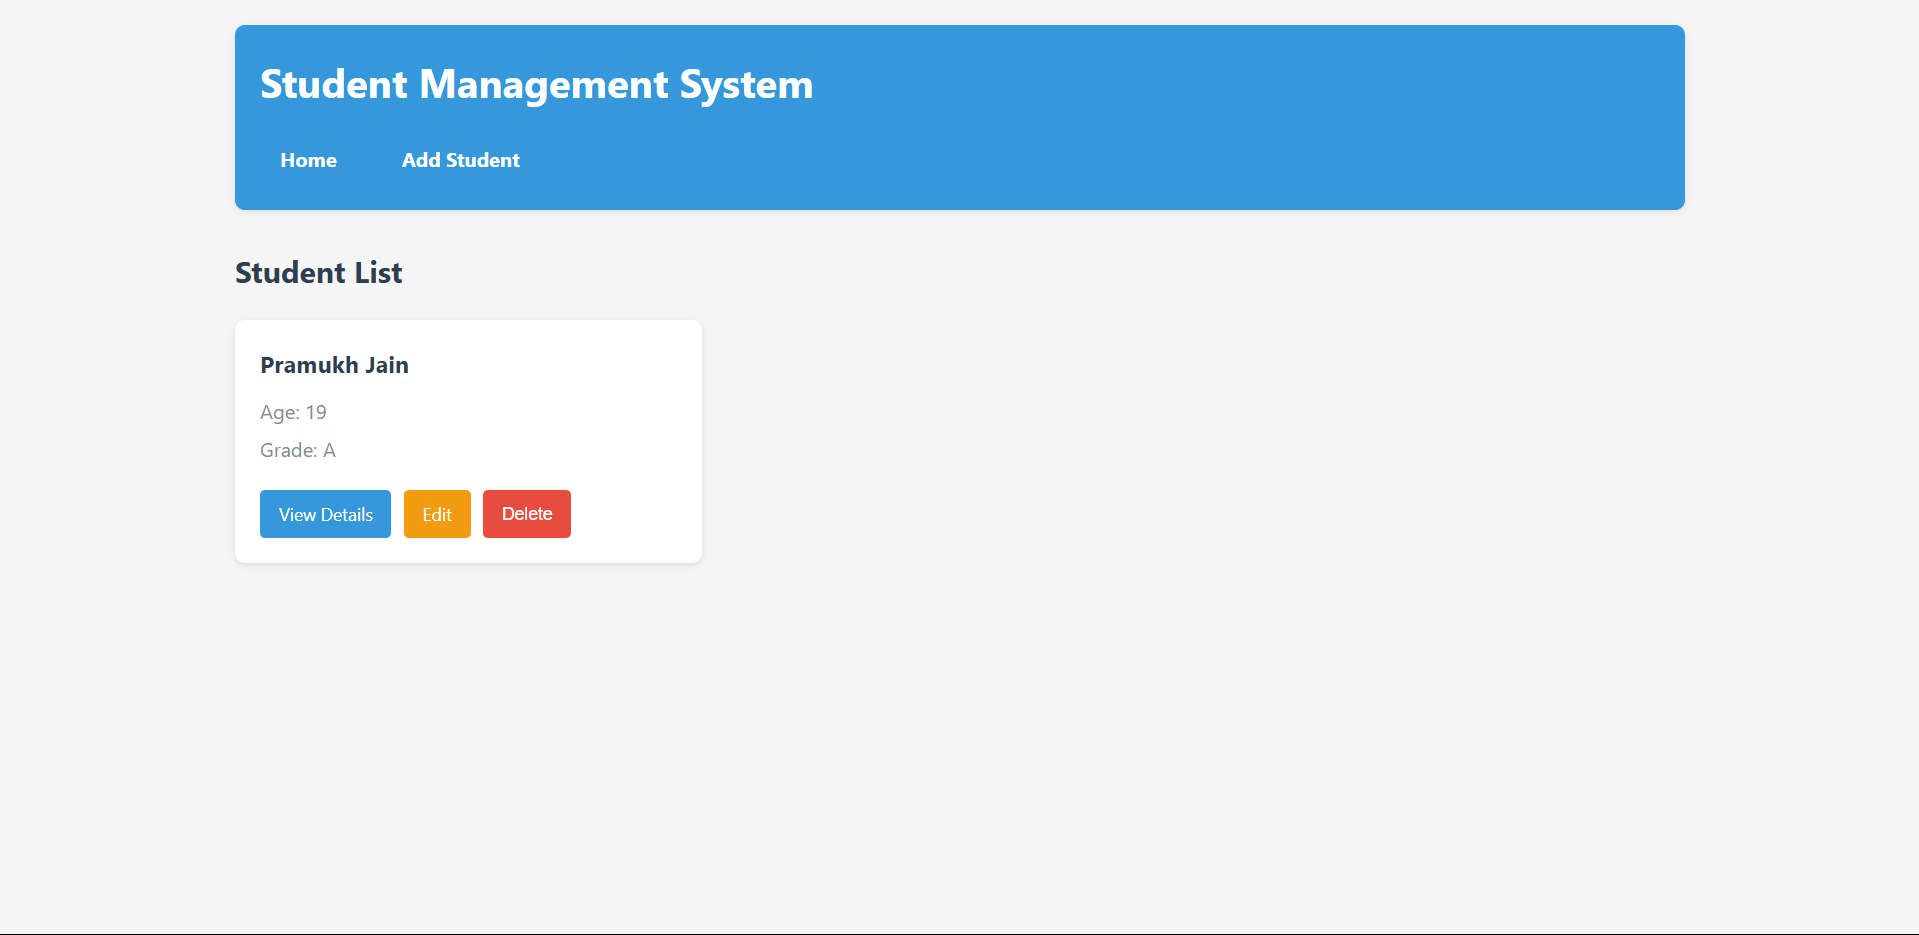 Student Management System
Home Add Student
Student List
Pramukh Jain
Age: 19
Grade: A
View Details Edit Delete